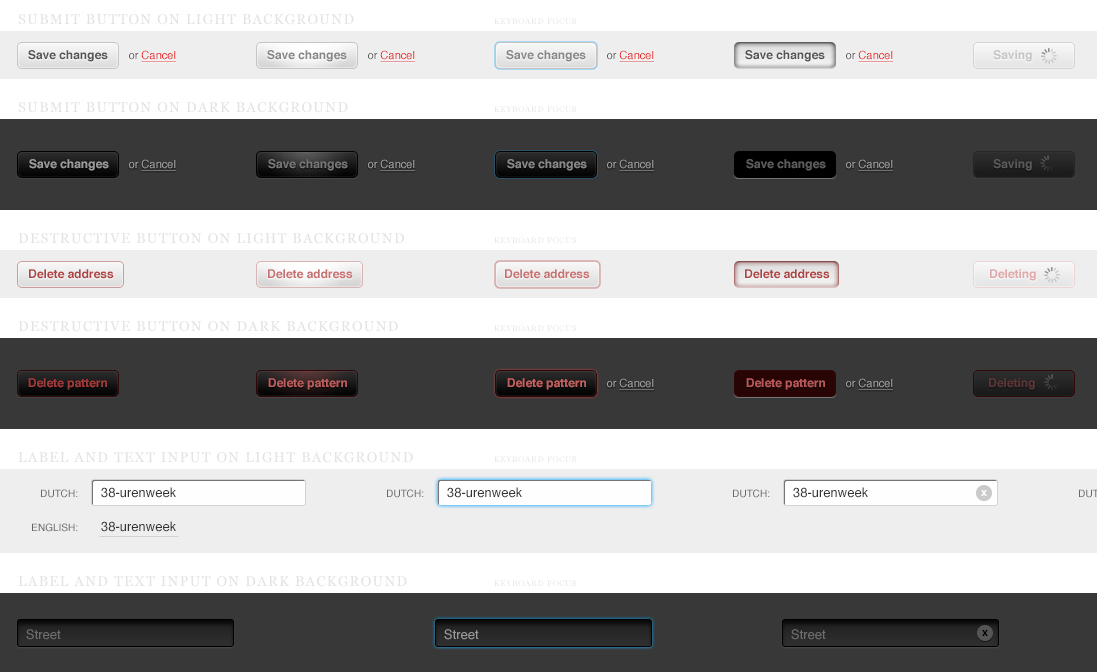 SUBMIT BUTTON ON LIGHT BACKGROUND KEYBOARD FOCUS
Save changes or Cancel Save changes or Cancel Save changes or Cancel Save changes or Cancel Saving
SUBMIT BUTTON ON DARK BACKGROUND KEYBOARD FOCUS
Save changes or Cancel Save changes or Cancel Save changes or Cancel Save changes or Cancel Saving
DESTRUCTIVE BUTTON ON LIGHT BACKGROUND KEYBOARD FOCUS
Delete address Delete address Delete address Delete address Deleting
DESTRUCTIVE BUTTON ON DARK BACKGROUND KEYBOARD FOCUS
Delete pattern Delete pattern Delete pattern or Cancel Delete pattern or Cancel Deleting
LABEL AND TEXT INPUT ON LIGHT BACKGROUND KEYBOARD FOCUS
DUTCH: 38-urenweek DUTCH: 38-urenweek DUTCH: 38-urenweek x DUT
ENGLISH: 38-urenweek
LABEL AND TEXT INPUT ON DARK BACKGROUND KEYBOARD FOCUS
Street Street Street x